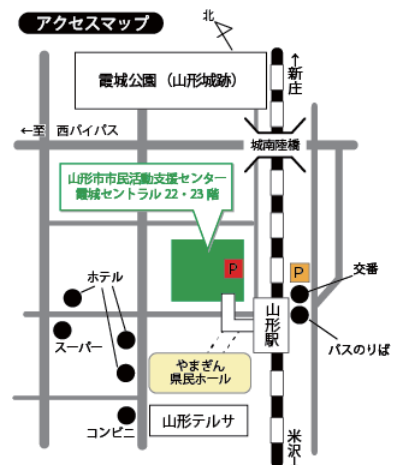 アクセスマップ
北
霞城公園（山形城跡）
↑新庄
←至　西バイパス
城南陸橋
山形市市民活動支援センター
霞城セントラル 22・23 階
P
P
交番
ホテル
山形駅
スーパー
バスのりば
やまぎん
県民ホール
山形テルサ
コンビニ
米沢↓